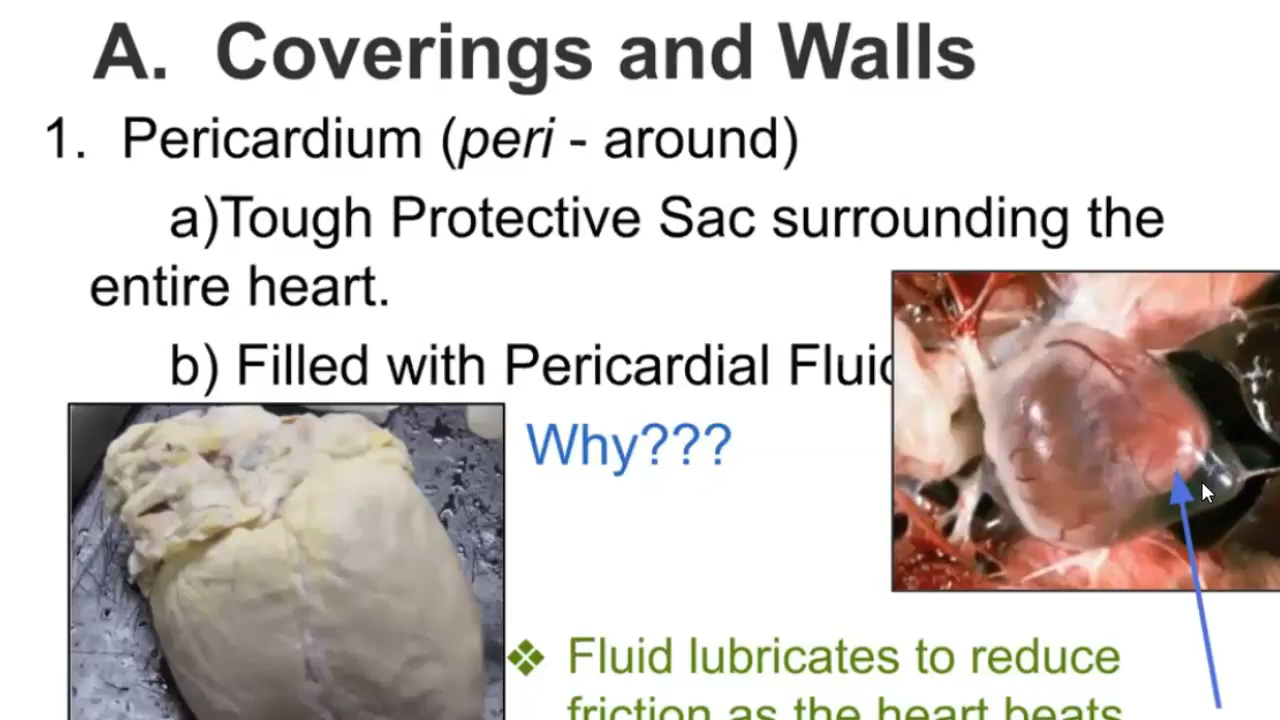 A. Coverings and Walls
1. Pericardium (peri - around)
a)Tough Protective Sac surrounding the
entire heart.
b) Filled with Pericardial Fluid
Why???
❖ Fluid lubricates to reduce
friction as the heart beats